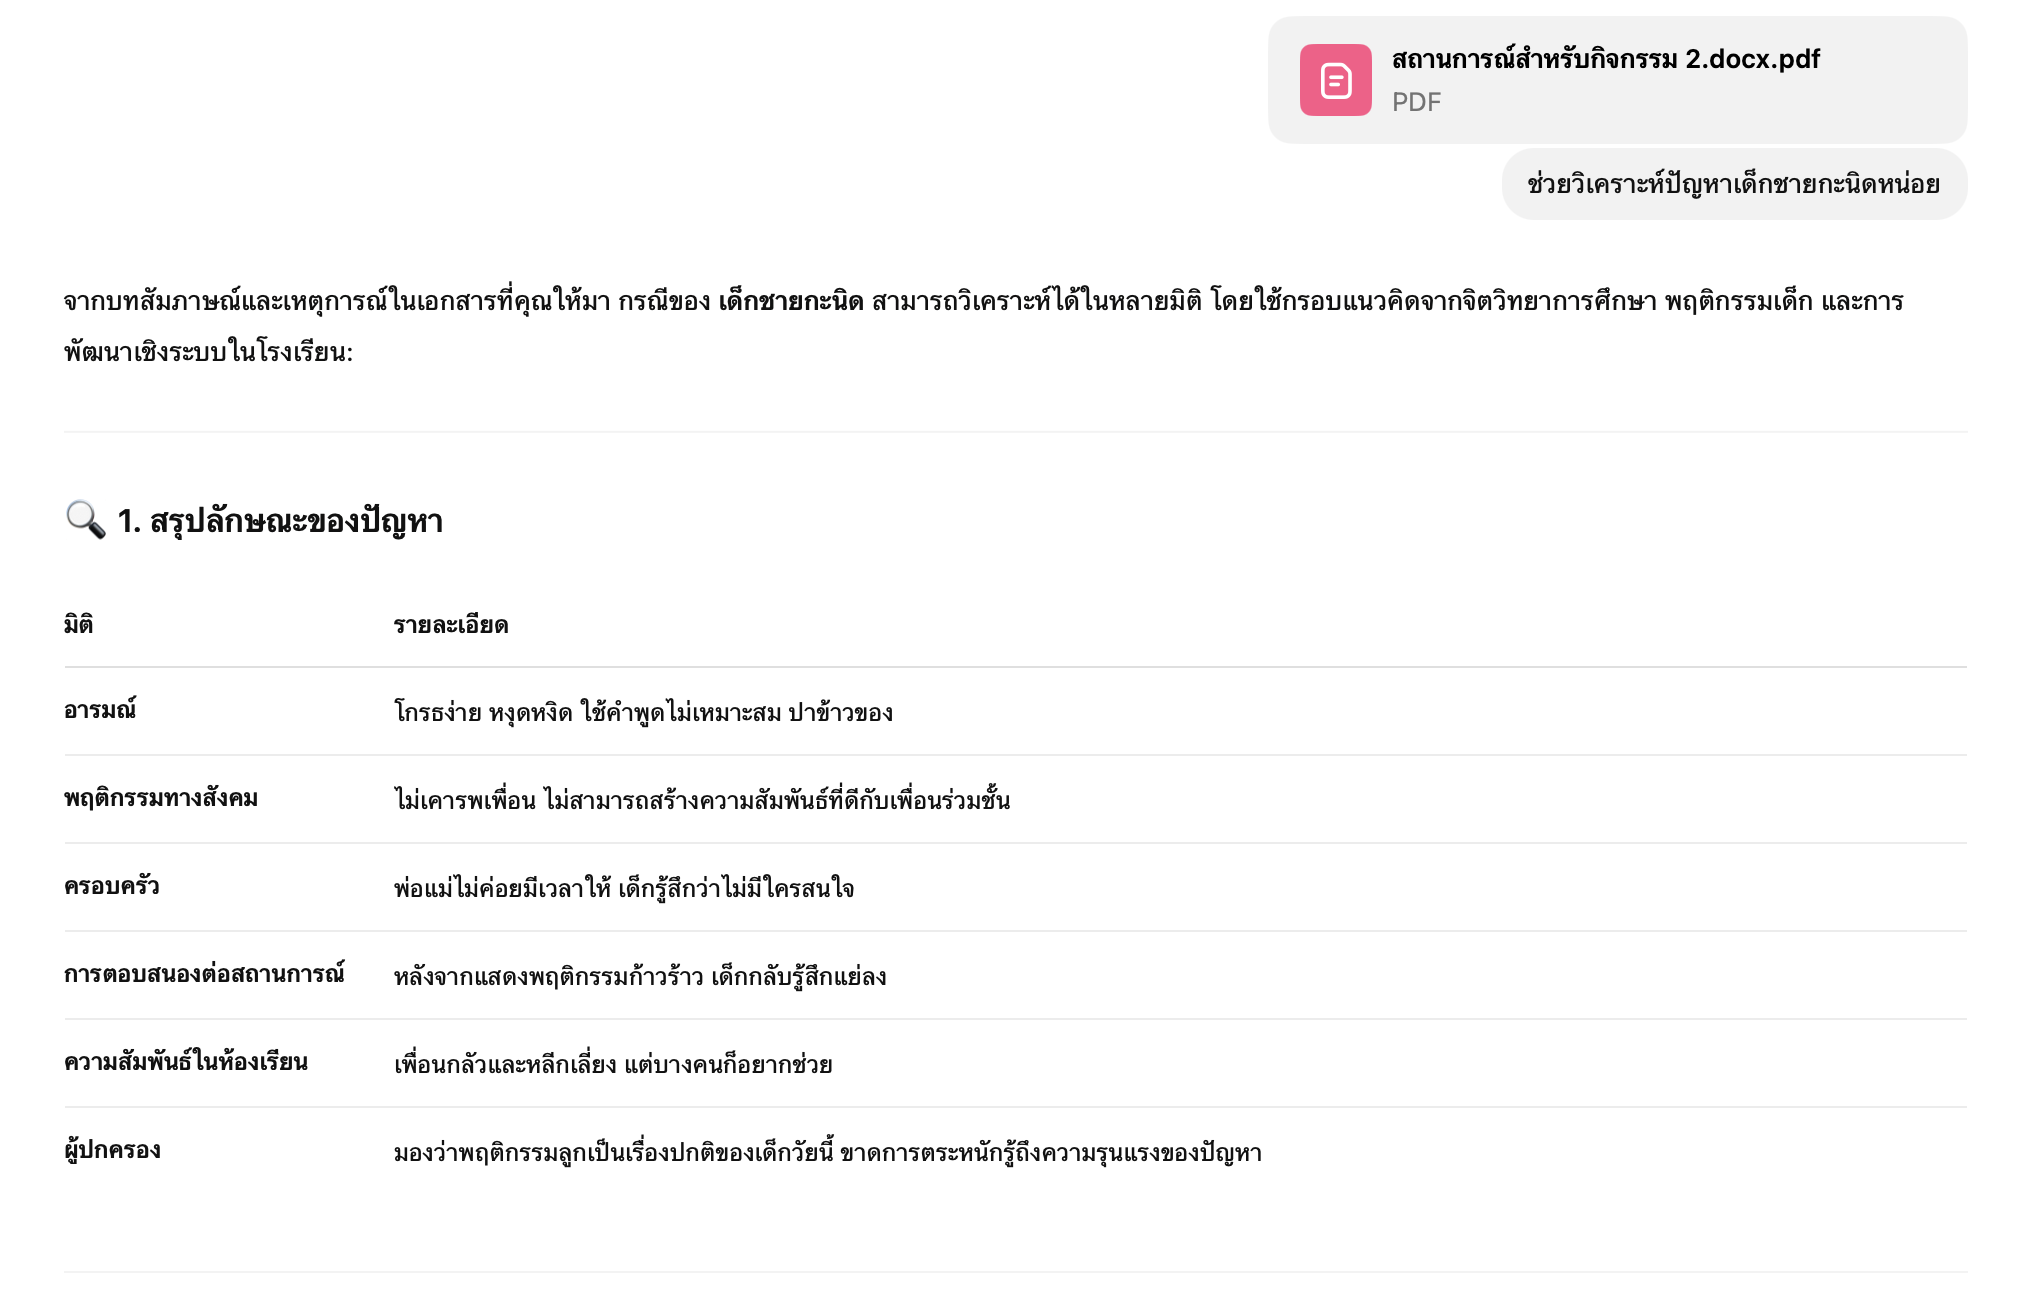 สถานการณ์สำหรับกิจกรรม 2.docx.pdf
PDF
ช่วยวิเคราะห์ปัญหาเด็กชายกะนิดหน่อย
จากบทสัมภาษณ์และเหตุการณ์ในเอกสารที่คุณให้มา กรณีของ เด็กชายกะนิด สามารถวิเคราะห์ได้ในหลายมิติ โดยใช้กรอบแนวคิดจากจิตวิทยาการศึกษา พฤติกรรมเด็ก และการ
พัฒนาเชิงระบบในโรงเรียน:
🔍 1. สรุปลักษณะของปัญหา
มิติ รายละเอียด
อารมณ์ โกรธง่าย หงุดหงิด ใช้คำพูดไม่เหมาะสม ปาข้าวของ
พฤติกรรมทางสังคม ไม่เคารพเพื่อน ไม่สามารถสร้างความสัมพันธ์ที่ดีกับเพื่อนร่วมชั้น
ครอบครัว พ่อแม่ไม่ค่อยมีเวลาให้ เด็กรู้สึกว่าไม่มีใครสนใจ
การตอบสนองต่อสถานการณ์ หลังจากแสดงพฤติกรรมก้าวร้าว เด็กกลับรู้สึกแย่ลง
ความสัมพันธ์ในห้องเรียน เพื่อนกลัวและหลีกเลี่ยง แต่บางคนก็อยากช่วย
ผู้ปกครอง มองว่าพฤติกรรมลูกเป็นเรื่องปกติของเด็กวัยนี้ ขาดการตระหนักรู้ถึงความรุนแรงของปัญหา